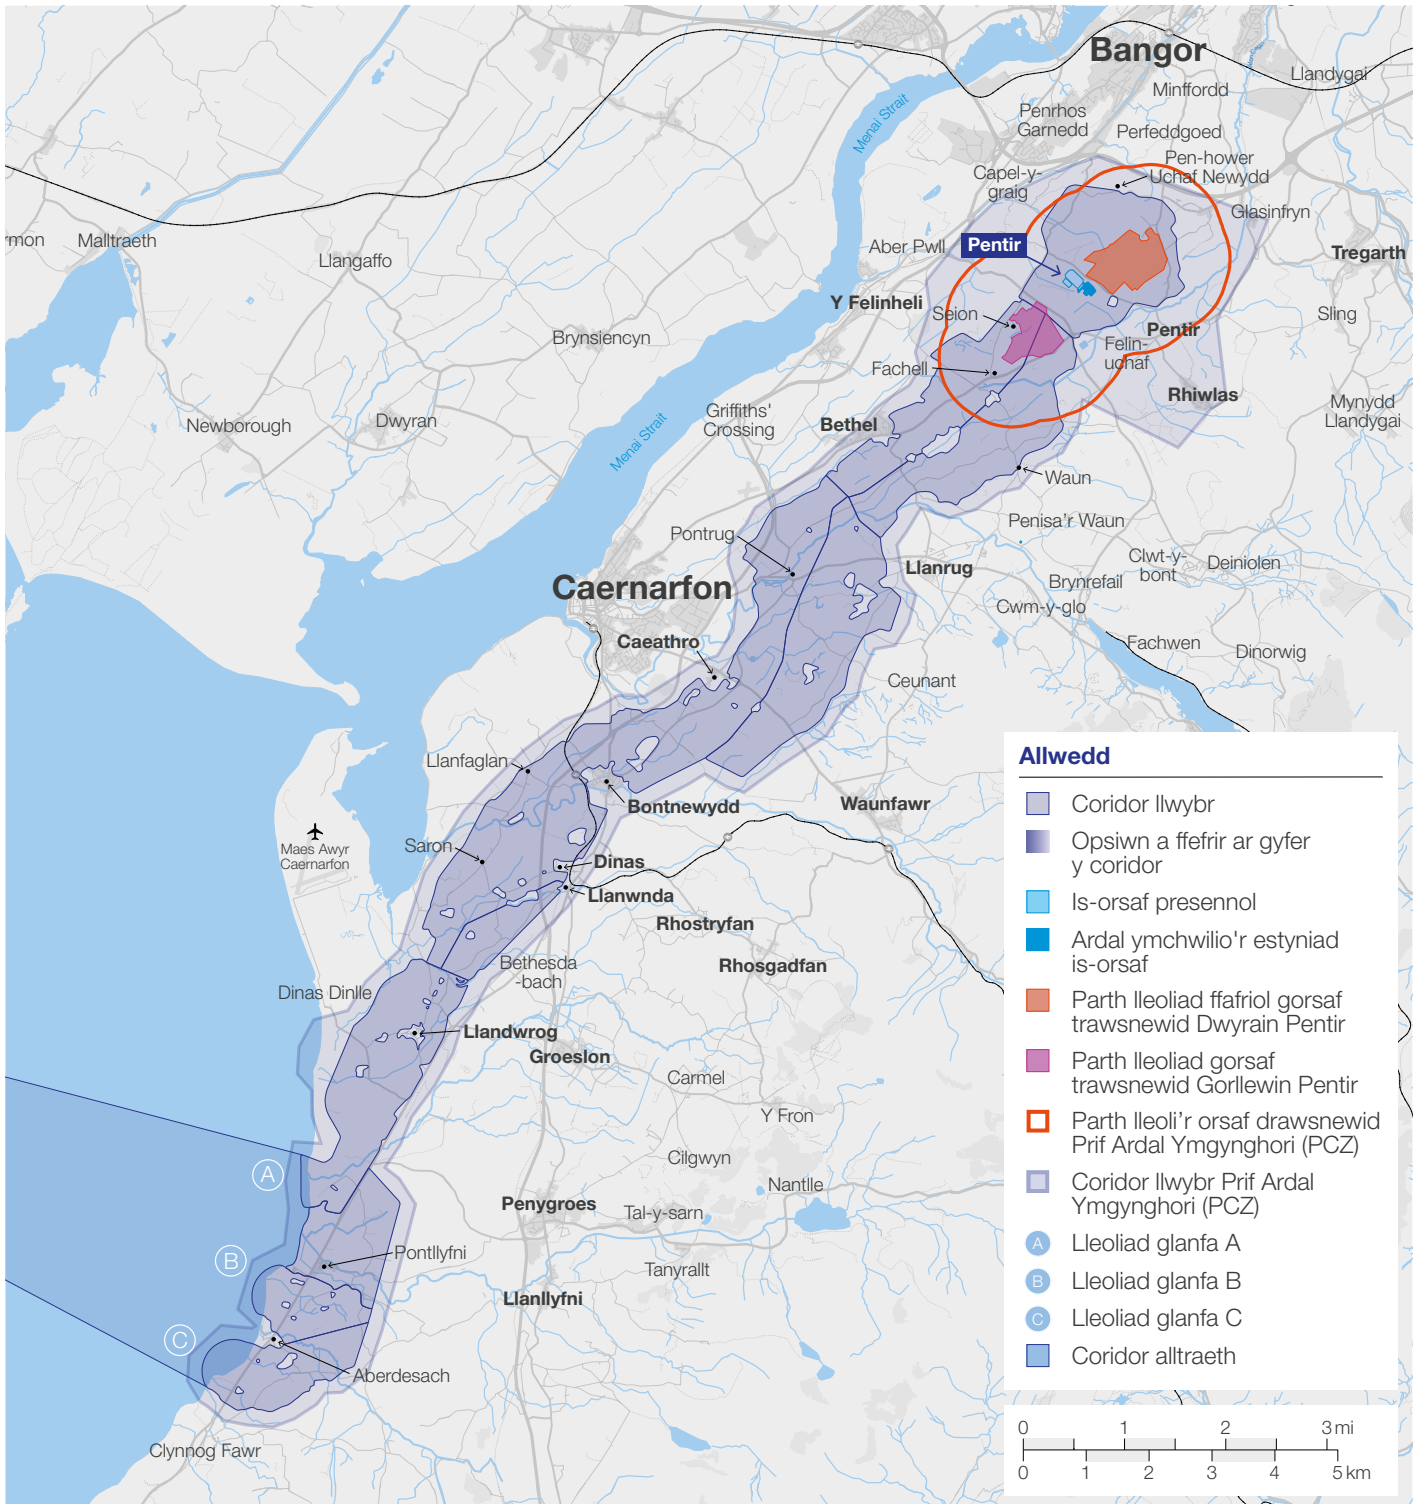 Bangor
Llandygai
Minffordd
Penrhos
Garnedd
Perfeddgoed
Menai Strait
Pen-hower
Uchaf Newydd
Capel-y-
graig
Glasinfryn
rmon
Malltraeth
Llangaffo
Aber Pwll
Pentir
Tregarth
Y Felinheli
Seion
Sling
Pentir
Brynsiencyn
Felin-
uchaf
Fachell
Rhiwlas
Mynydd
Llandygai
Newborough
Dwyran
Griffiths'
Crossing
Bethel
Menai Strait
Waun
Penisa'r Waun
Pontrug
Clwt-y-
bont
Deiniolen
Llanrug
Brynrefail
Caernarfon
Cwm-y-glo
Caeathro
Fachwen
Dinorwig
Ceunant
Llanfaglan
Bontnewydd
Waunfawr
Maes Awyr
Caernarfon
Saron
Dinas
Llanwnda
Rhostryfan
Rhosgadfan
Bethesda
-bach
Dinas Dinlle
Llandwrog
Groeslon
Carmel
Y Fron
Cilgwyn
A
Nantlle
Penygroes
Tal-y-sarn
B
Pontllyfni
Tanyrallt
Llanllyfni
C
Aberdesach
Clynnog Fawr
Allwedd
Coridor llwybr
Opsiwn a ffefrir ar gyfer
y coridor
Is-orsaf presennol
Ardal ymchwilio'r estyniad
is-orsaf
Parth lleoliad ffafriol gorsaf
trawsnewid Dwyrain Pentir
Parth lleoliad gorsaf
trawsnewid Gorllewin Pentir
Parth lleoli’r orsaf drawsnewid
Prif Ardal Ymgynghori (PCZ)
Coridor llwybr Prif Ardal
Ymgynghori (PCZ)
A Lleoliad glanfa A
B Lleoliad glanfa B
C Lleoliad glanfa C
Coridor alltraeth
0 1 2 3 mi
0 1 2 3 4 5 km